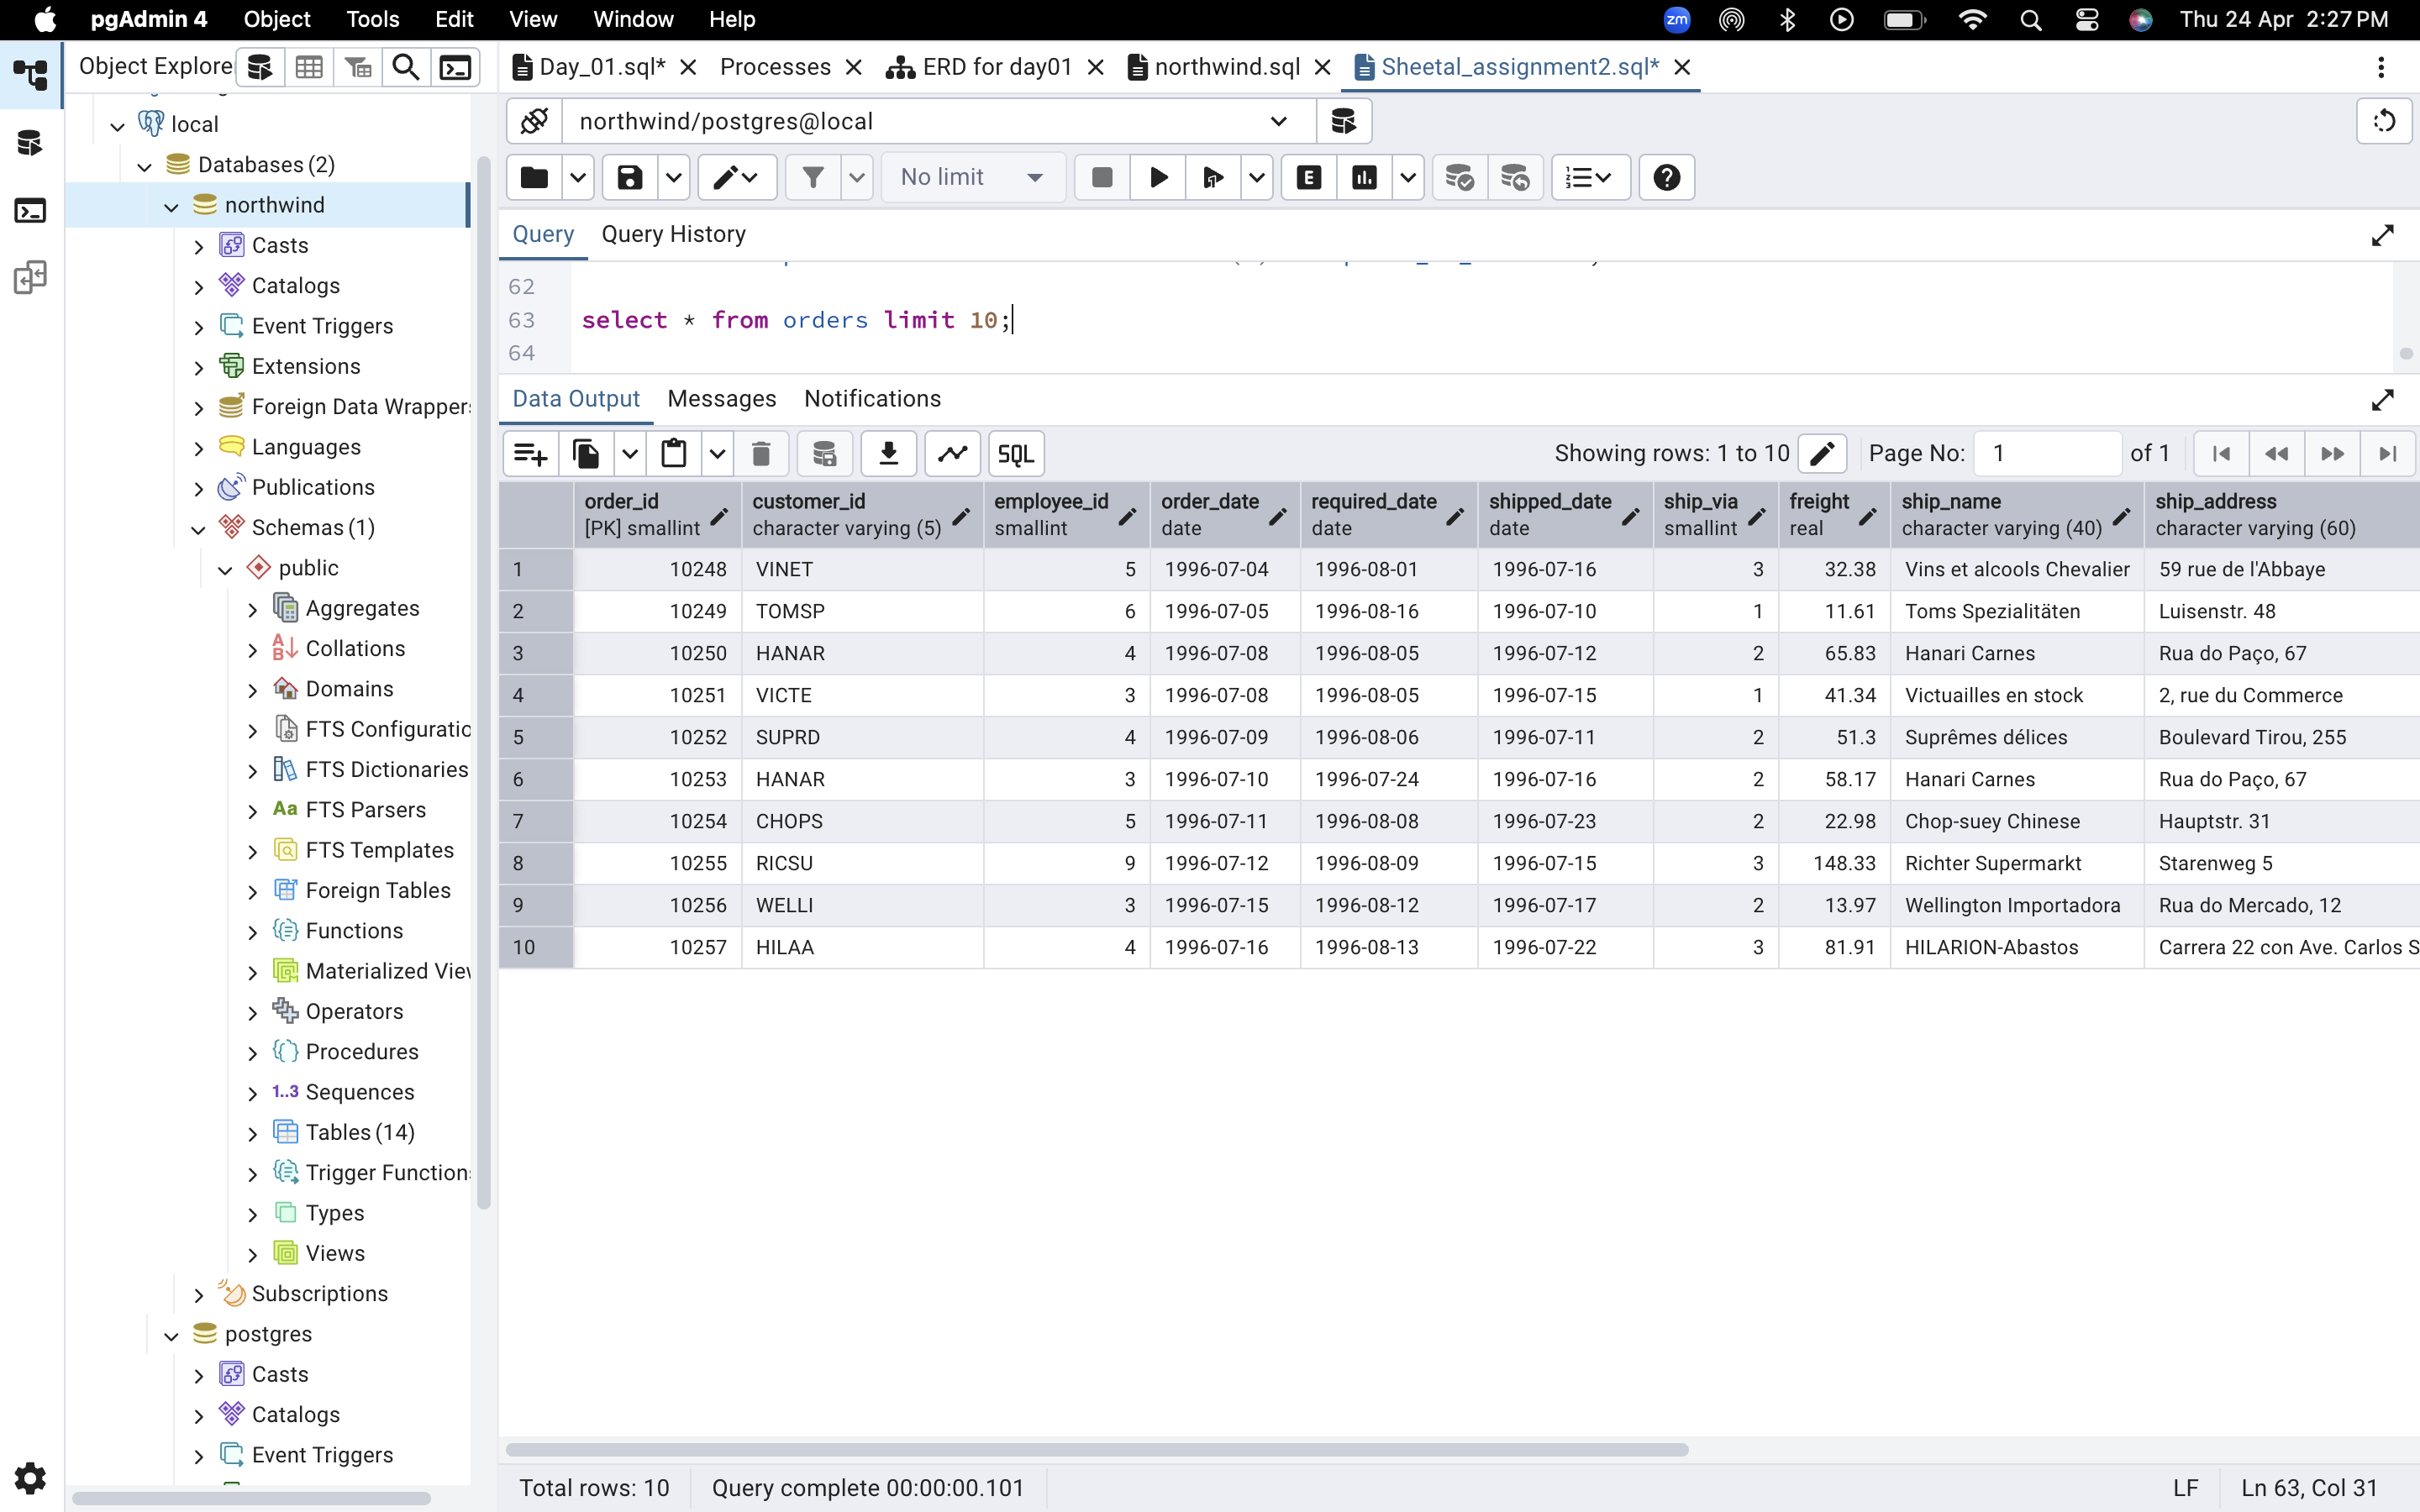 pgAdmin 4 Object Tools Edit View Window Help zm Thu 24 Apr 2:27 PM
Object Explore
Day_01.sql* Processes ERD for day01 northwind.sql Sheetal_assignment2.sql*
local
Databases (2)
northwind
Casts
Catalogs
Event Triggers
Extensions
Foreign Data Wrapper
Languages
Publications
Schemas (1)
public
Aggregates
Collations
Domains
FTS Configuratio
FTS Dictionaries
Aa FTS Parsers
FTS Templates
Foreign Tables
Functions
Materialized Vie
Operators
Procedures
1..3 Sequences
Tables (14)
Trigger Function
Types
Views
Subscriptions
postgres
Casts
Catalogs
Event Triggers
northwind/postgres@local
No limit E
Query Query History
62
63 select * from orders limit 10;
64
Data Output Messages Notifications
SQL Showing rows: 1 to 10 Page No: 1 of 1
order_id customer_id employee_id order_date required_date shipped_date ship_via freight ship_name ship_address
[PK] smallint character varying (5) smallint date date date smallint real character varying (40) character varying (60)
1 10248 VINET 5 1996-07-04 1996-08-01 1996-07-16 3 32.38 Vins et alcools Chevalier 59 rue de l'Abbaye
2 10249 TOMSP 6 1996-07-05 1996-08-16 1996-07-10 1 11.61 Toms Spezialitäten Luisenstr. 48
3 10250 HANAR 4 1996-07-08 1996-08-05 1996-07-12 2 65.83 Hanari Carnes Rua do Paço, 67
4 10251 VICTE 3 1996-07-08 1996-08-05 1996-07-15 1 41.34 Victuailles en stock 2, rue du Commerce
5 10252 SUPRD 4 1996-07-09 1996-08-06 1996-07-11 2 51.3 Suprêmes délices Boulevard Tirou, 255
6 10253 HANAR 3 1996-07-10 1996-07-24 1996-07-16 2 58.17 Hanari Carnes Rua do Paço, 67
7 10254 CHOPS 5 1996-07-11 1996-08-08 1996-07-23 2 22.98 Chop-suey Chinese Hauptstr. 31
8 10255 RICSU 9 1996-07-12 1996-08-09 1996-07-15 3 148.33 Richter Supermarkt Starenweg 5
9 10256 WELLI 3 1996-07-15 1996-08-12 1996-07-17 2 13.97 Wellington Importadora Rua do Mercado, 12
10 10257 HILAA 4 1996-07-16 1996-08-13 1996-07-22 3 81.91 HILARION-Abastos Carrera 22 con Ave. Carlos S
Total rows: 10 Query complete 00:00:00.101 LF Ln 63, Col 31